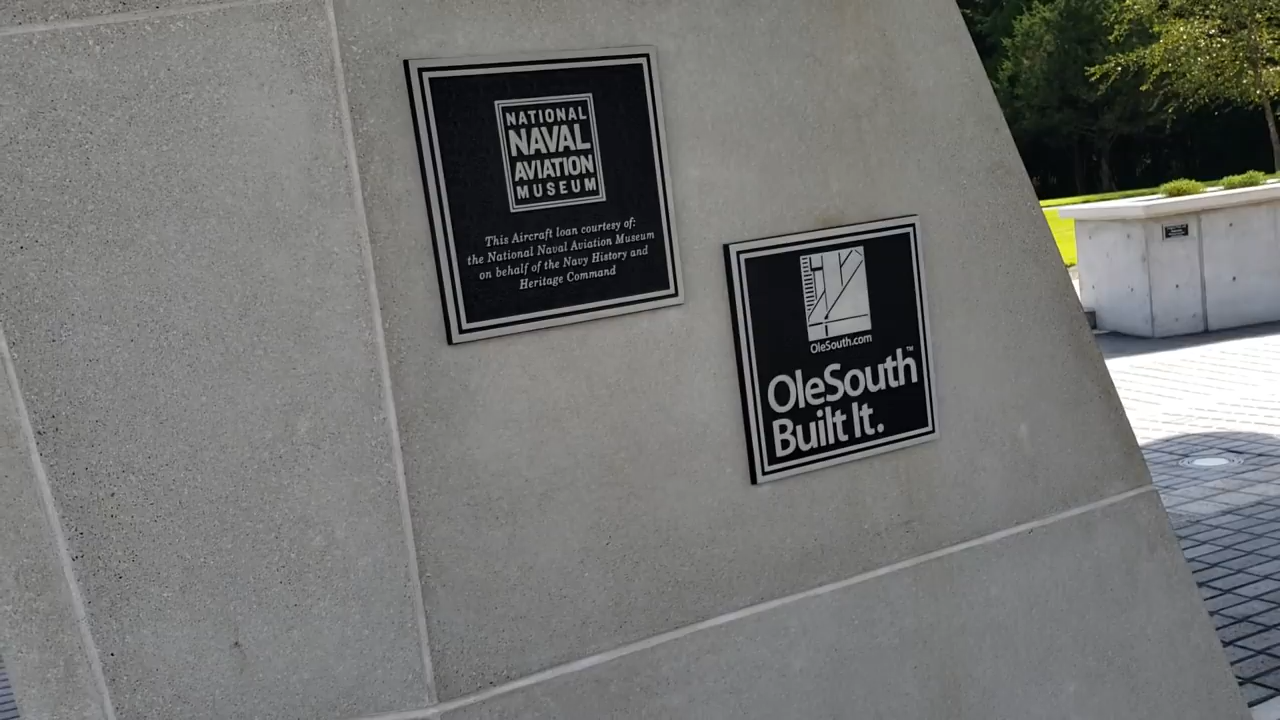 NATIONAL
NAVAL
AVIATION
MUSEUM
This Aircraft loan courtesy of:
the National Naval Aviation Museum
on behalf of the Navy History and
Heritage Command
OleSouth.com
OleSouth™
Built It.